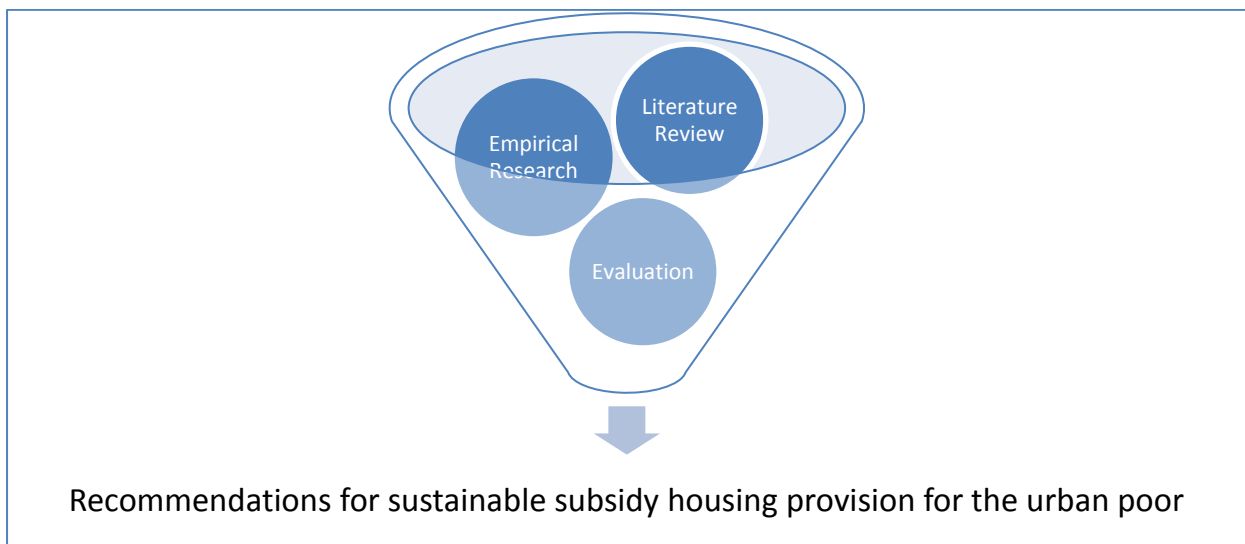 Literature
Review
Empirical
Research
Evaluation
Recommendations for sustainable subsidy housing provision for the urban poor